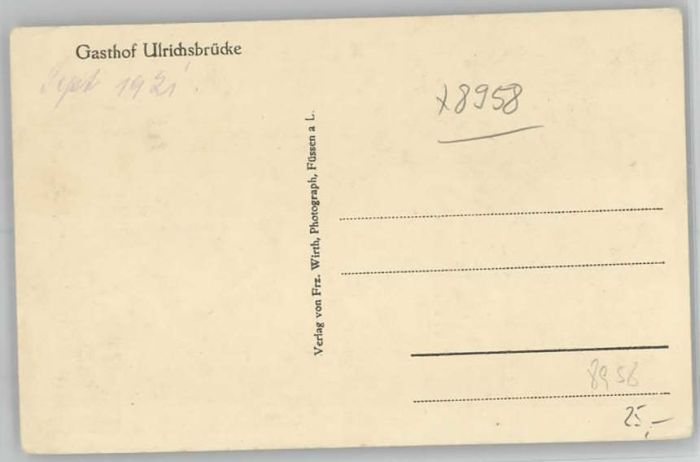 Gasthof Ulrichsbrücke
Sept 1921.
x8958
Verlag von Frz. Wirth, Photograph, Füssen a L.
8958
25,-